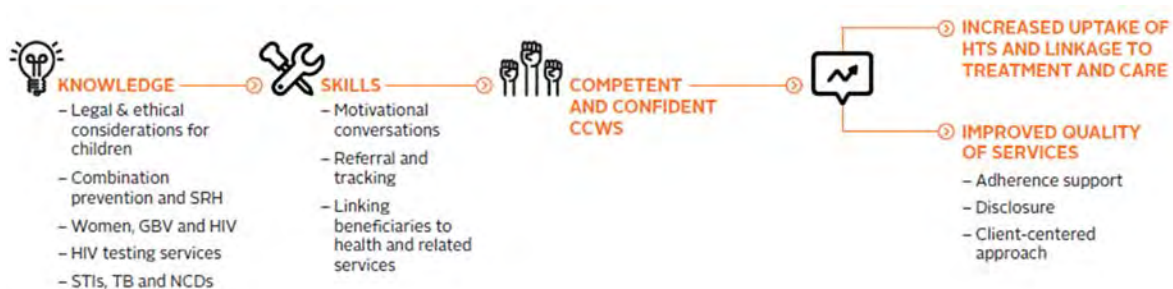 KNOWLEDGE
– Legal & ethical
considerations for
children
– Combination
prevention and SRH
– Women, GBV and HIV
– HIV testing services
– STIs, TB and NCDs
SKILLS
– Motivational
conversations
– Referral and
tracking
– Linking
beneficiaries to
health and related
services
COMPETENT
AND CONFIDENT
CCWS
INCREASED UPTAKE OF
HTS AND LINKAGE TO
TREATMENT AND CARE
IMPROVED QUALITY
OF SERVICES
– Adherence support
– Disclosure
– Client-centered
approach